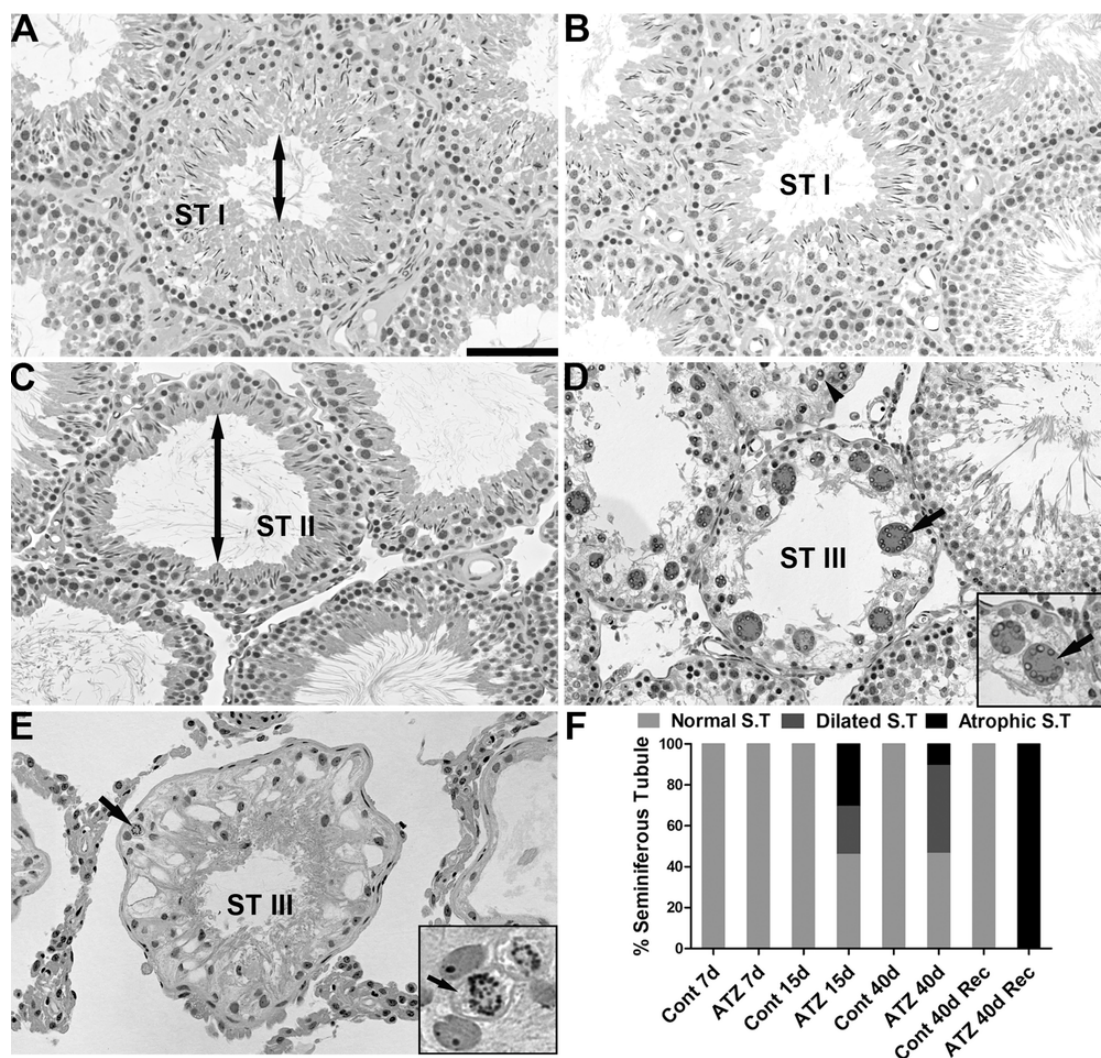 A
ST I
B
ST I
C
ST II
D
ST III
E
ST III
F
Normal S.T Dilated S.T Atrophic S.T
% Seminiferous Tubule
100
80
60
40
20
0
Cont 7d
ATZ 7d
Cont 15d
ATZ 15d
Cont 40d
ATZ 40d
Cont 40d Rec
ATZ 40d Rec